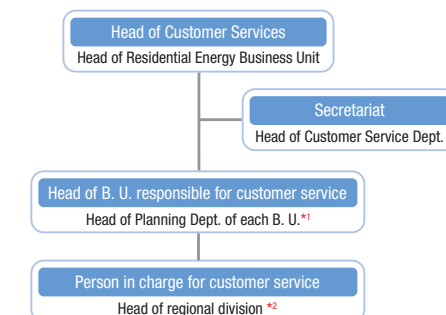 Head of Customer Services
Head of Residential Energy Business Unit
Secretariat
Head of Customer Service Dept.
Head of B. U. responsible for customer service
Head of Planning Dept. of each B. U.*1
Person in charge for customer service
Head of regional division *2